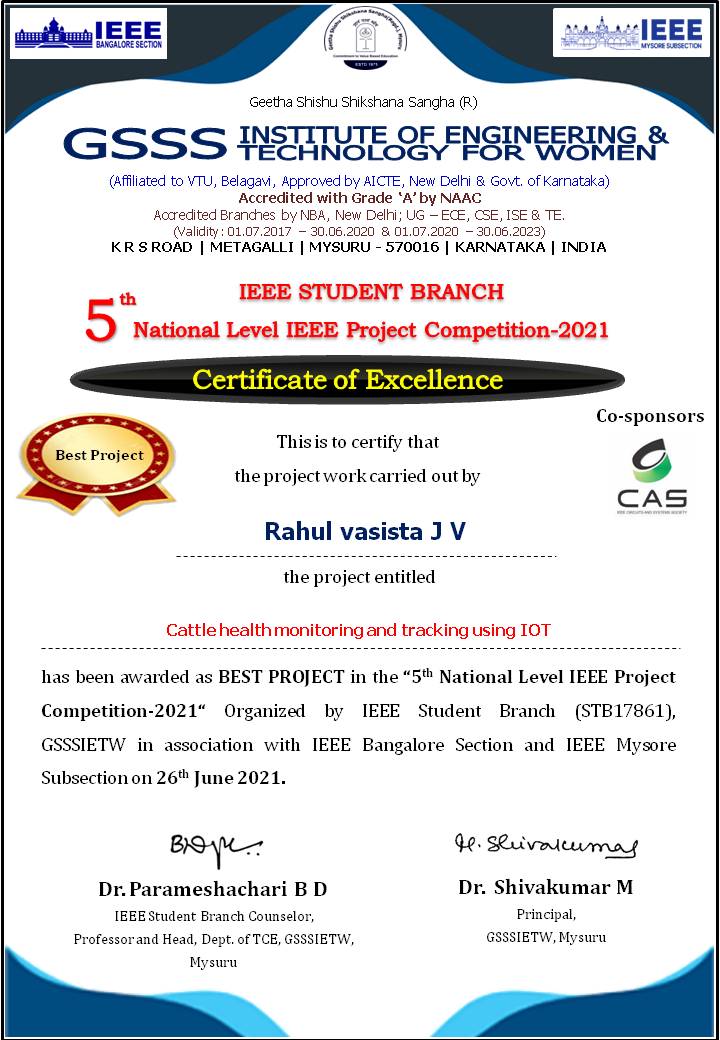 IEEE
BANGALORE SECTION
Geetha Shishu Shikshana Sangha(Regd.), Mysuru
Commitment to Value Based Education
ESTD 1975
IEEE
MYSORE SUBSECTION
Geetha Shishu Shikshana Sangha (R)
GSSS INSTITUTE OF ENGINEERING &
TECHNOLOGY FOR WOMEN
(Affiliated to VTU, Belagavi, Approved by AICTE, New Delhi & Govt. of Karnataka)
Accredited with Grade ‘A’ by NAAC
Accredited Branches by NBA, New Delhi; UG – ECE, CSE, ISE & TE.
(Validity: 01.07.2017 – 30.06.2020 & 01.07.2020 – 30.06.2023)
K R S ROAD | METAGALLI | MYSURU - 570016 | KARNATAKA | INDIA
IEEE STUDENT BRANCH
5th National Level IEEE Project Competition-2021
Certificate of Excellence
Co-sponsors
Best Project
CAS
IEEE CIRCUITS AND SYSTEMS SOCIETY
This is to certify that
the project work carried out by
Rahul vasista J V
the project entitled
Cattle health monitoring and tracking using IOT
has been awarded as BEST PROJECT in the “5th National Level IEEE Project
Competition-2021“ Organized by IEEE Student Branch (STB17861),
GSSSIETW in association with IEEE Bangalore Section and IEEE Mysore
Subsection on 26th June 2021.
H. Shivakumar
Dr. Parameshachari B D
IEEE Student Branch Counselor,
Professor and Head, Dept. of TCE, GSSSIETW,
Mysuru
Dr. Shivakumar M
Principal,
GSSSIETW, Mysuru